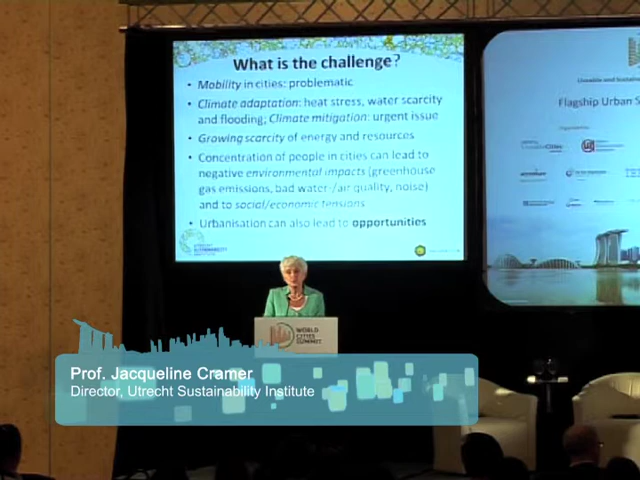 What is the challenge?
• Mobility in cities: problematic
• Climate adaptation: heat stress, water scarcity
and flooding; Climate mitigation: urgent issue
• Growing scarcity of energy and resources
• Concentration of people in cities can lead to
negative environmental impacts (greenhouse
gas emissions, bad water-/air quality, noise)
and to social/economic tensions
• Urbanisation can also lead to opportunities
Flagship Urban S
WORLD
CITIES
SUMMIT
Prof. Jacqueline Cramer
Director, Utrecht Sustainability Institute